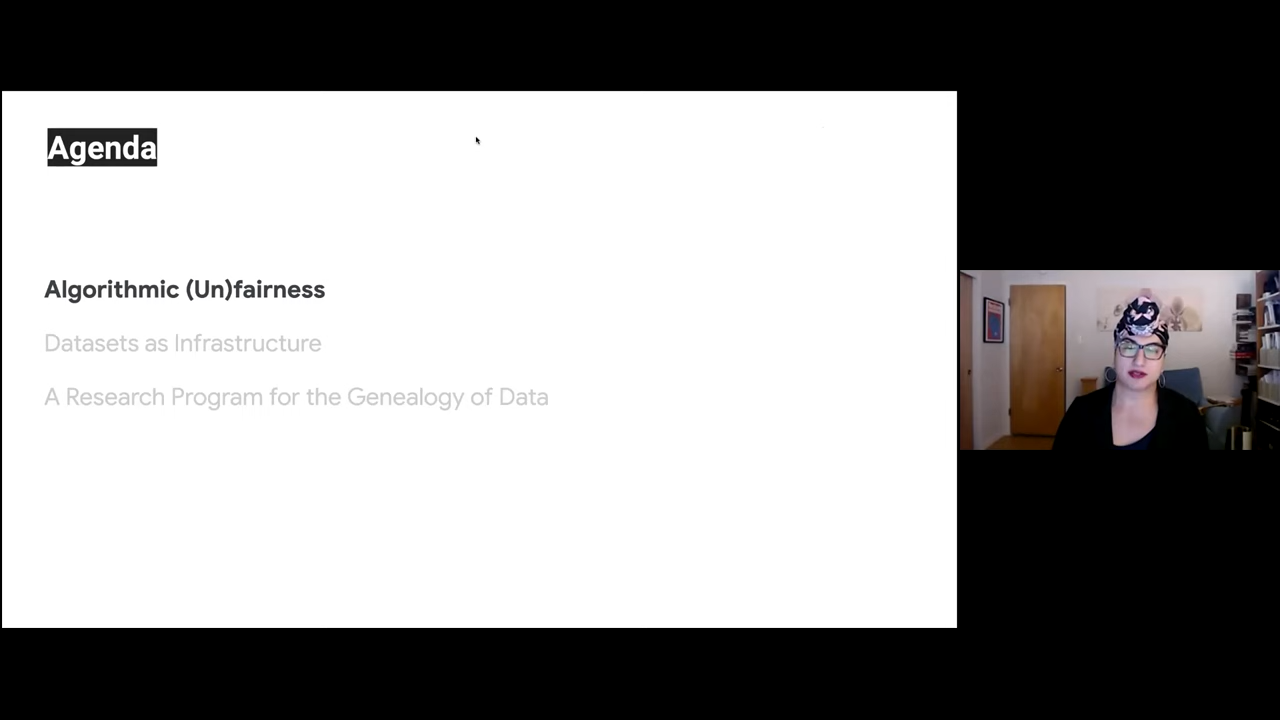 Agenda
Algorithmic (Un)fairness
Datasets as Infrastructure
A Research Program for the Genealogy of Data